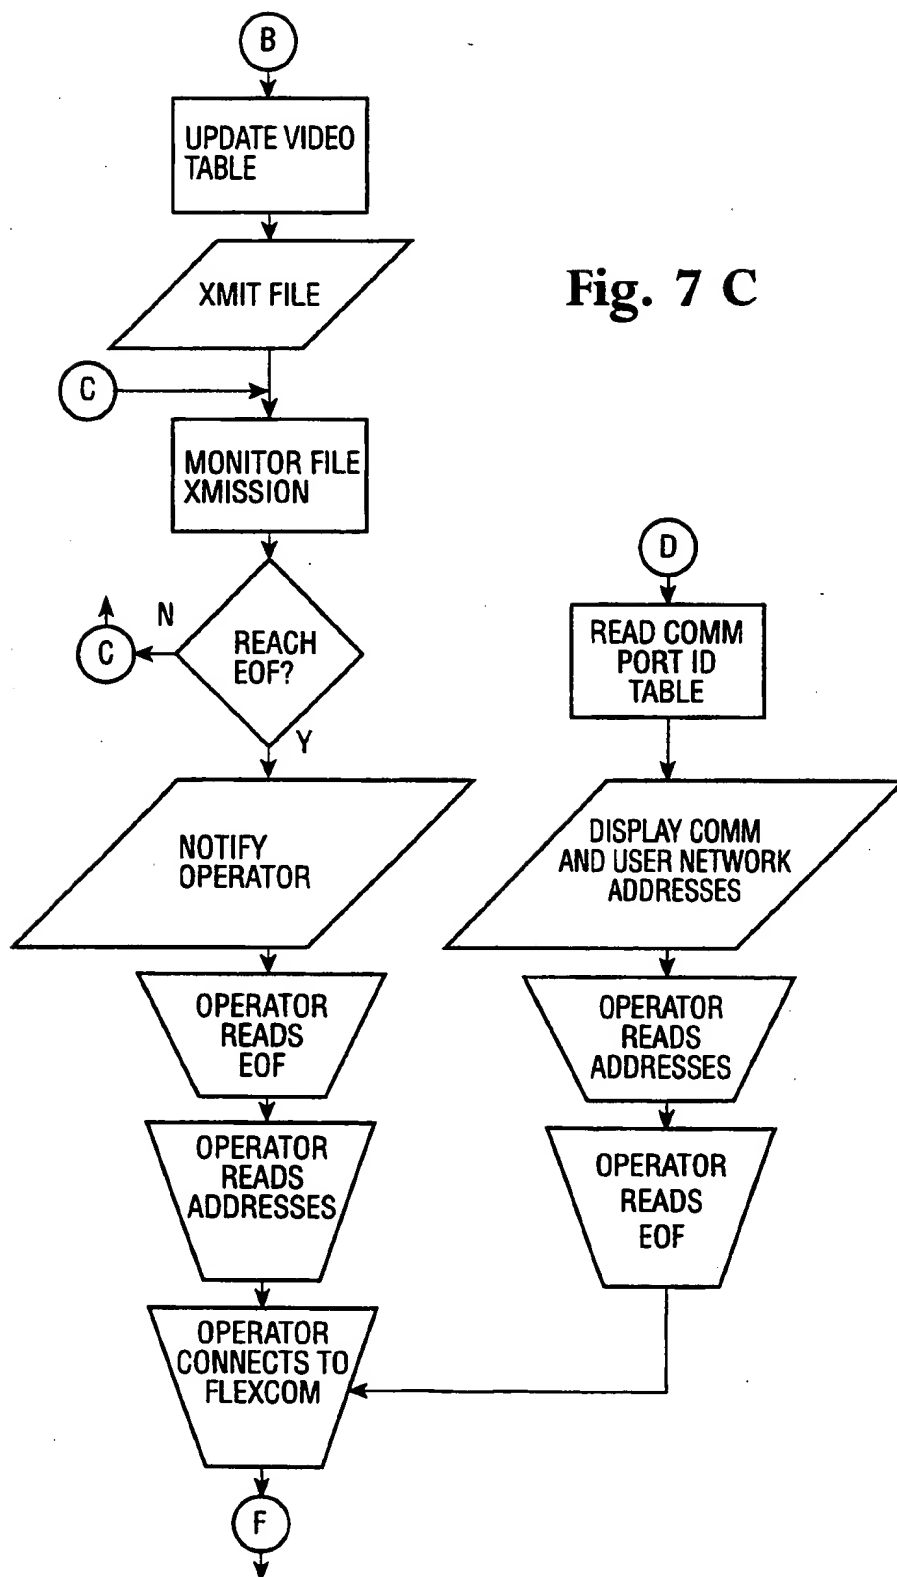 B
UPDATE VIDEO
TABLE
XMIT FILE
Fig. 7 C
C
MONITOR FILE
XMISSION
N
C
REACH
EOF?
Y
NOTIFY
OPERATOR
OPERATOR
READS
EOF
OPERATOR
READS
ADDRESSES
OPERATOR
CONNECTS TO
FLEXCOM
F
D
READ COMM
PORT ID
TABLE
DISPLAY COMM
AND USER NETWORK
ADDRESSES
OPERATOR
READS
ADDRESSES
OPERATOR
READS
EOF